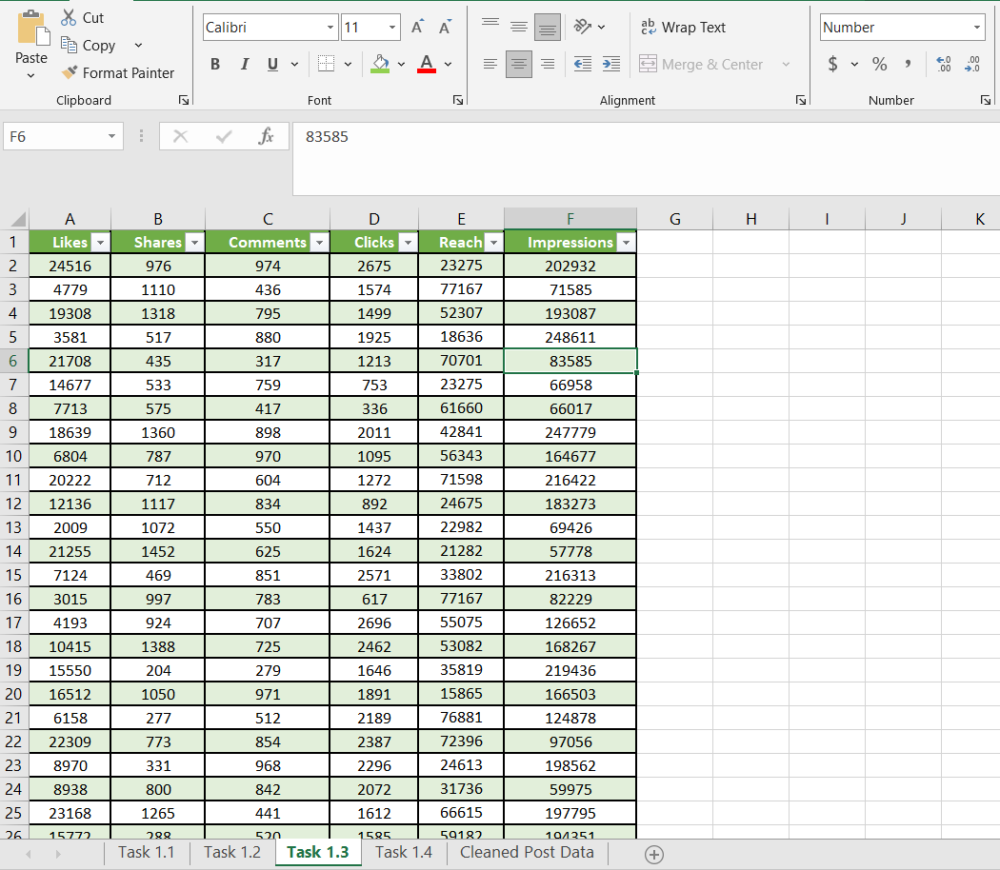 Cut
Calibri 11 A A ab Wrap Text Number
Copy
Paste
Format Painter B I U A Merge & Center $ % , .00 .00
Clipboard Font Alignment Number
F6 fx 83585
A B C D E F G H I J K
1 Likes Shares Comments Clicks Reach Impressions
2 24516 976 974 2675 23275 202932
3 4779 1110 436 1574 77167 71585
4 19308 1318 795 1499 52307 193087
5 3581 517 880 1925 18636 248611
6 21708 435 317 1213 70701 83585
7 14677 533 759 753 23275 66958
8 7713 575 417 336 61660 66017
9 18639 1360 898 2011 42841 247779
10 6804 787 970 1095 56343 164677
11 20222 712 604 1272 71598 216422
12 12136 1117 834 892 24675 183273
13 2009 1072 550 1437 22982 69426
14 21255 1452 625 1624 21282 57778
15 7124 469 851 2571 33802 216313
16 3015 997 783 617 77167 82229
17 4193 924 707 2696 55075 126652
18 10415 1388 725 2462 53082 168267
19 15550 204 279 1646 35819 219436
20 16512 1050 971 1891 15865 166503
21 6158 277 512 2189 76881 124878
22 22309 773 854 2387 72396 97056
23 8970 331 968 2296 24613 198562
24 8938 800 842 2072 31736 59975
25 23168 1265 441 1612 66615 197795
26 15772 288 520 1585 59182 194351
Task 1.1 Task 1.2 Task 1.3 Task 1.4 Cleaned Post Data